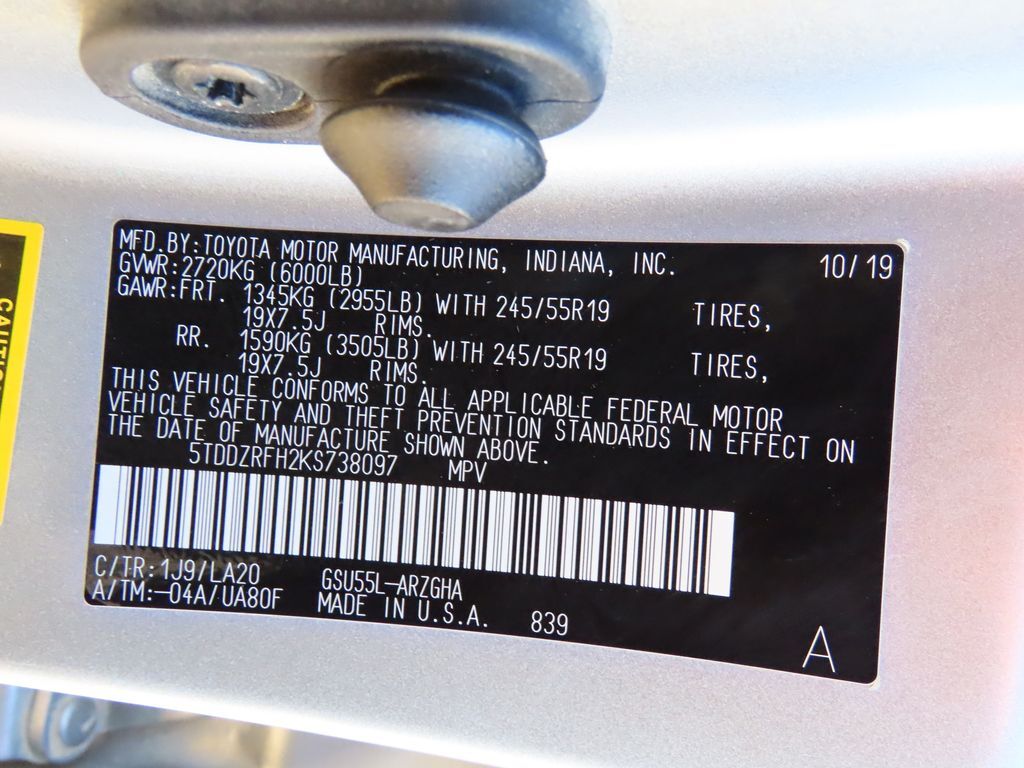 MFD.BY:TOYOTA MOTOR MANUFACTURING, INDIANA, INC. 10/19
GVWR:2720KG (6000LB)
GAWR:FRT. 1345KG (2955LB) WITH 245/55R19 TIRES,
19X7.5J RIMS.
RR. 1590KG (3505LB) WITH 245/55R19 TIRES,
19X7.5J RIMS.
THIS VEHICLE CONFORMS TO ALL APPLICABLE FEDERAL MOTOR
VEHICLE SAFETY AND THEFT PREVENTION STANDARDS IN EFFECT ON
THE DATE OF MANUFACTURE SHOWN ABOVE.
5TDDZRFH2KS738097 MPV
C/TR:1J9/LA20 GSU55L-ARZGHA
A/TM:-04A/UA80F MADE IN U.S.A. 839
A
CAUTION